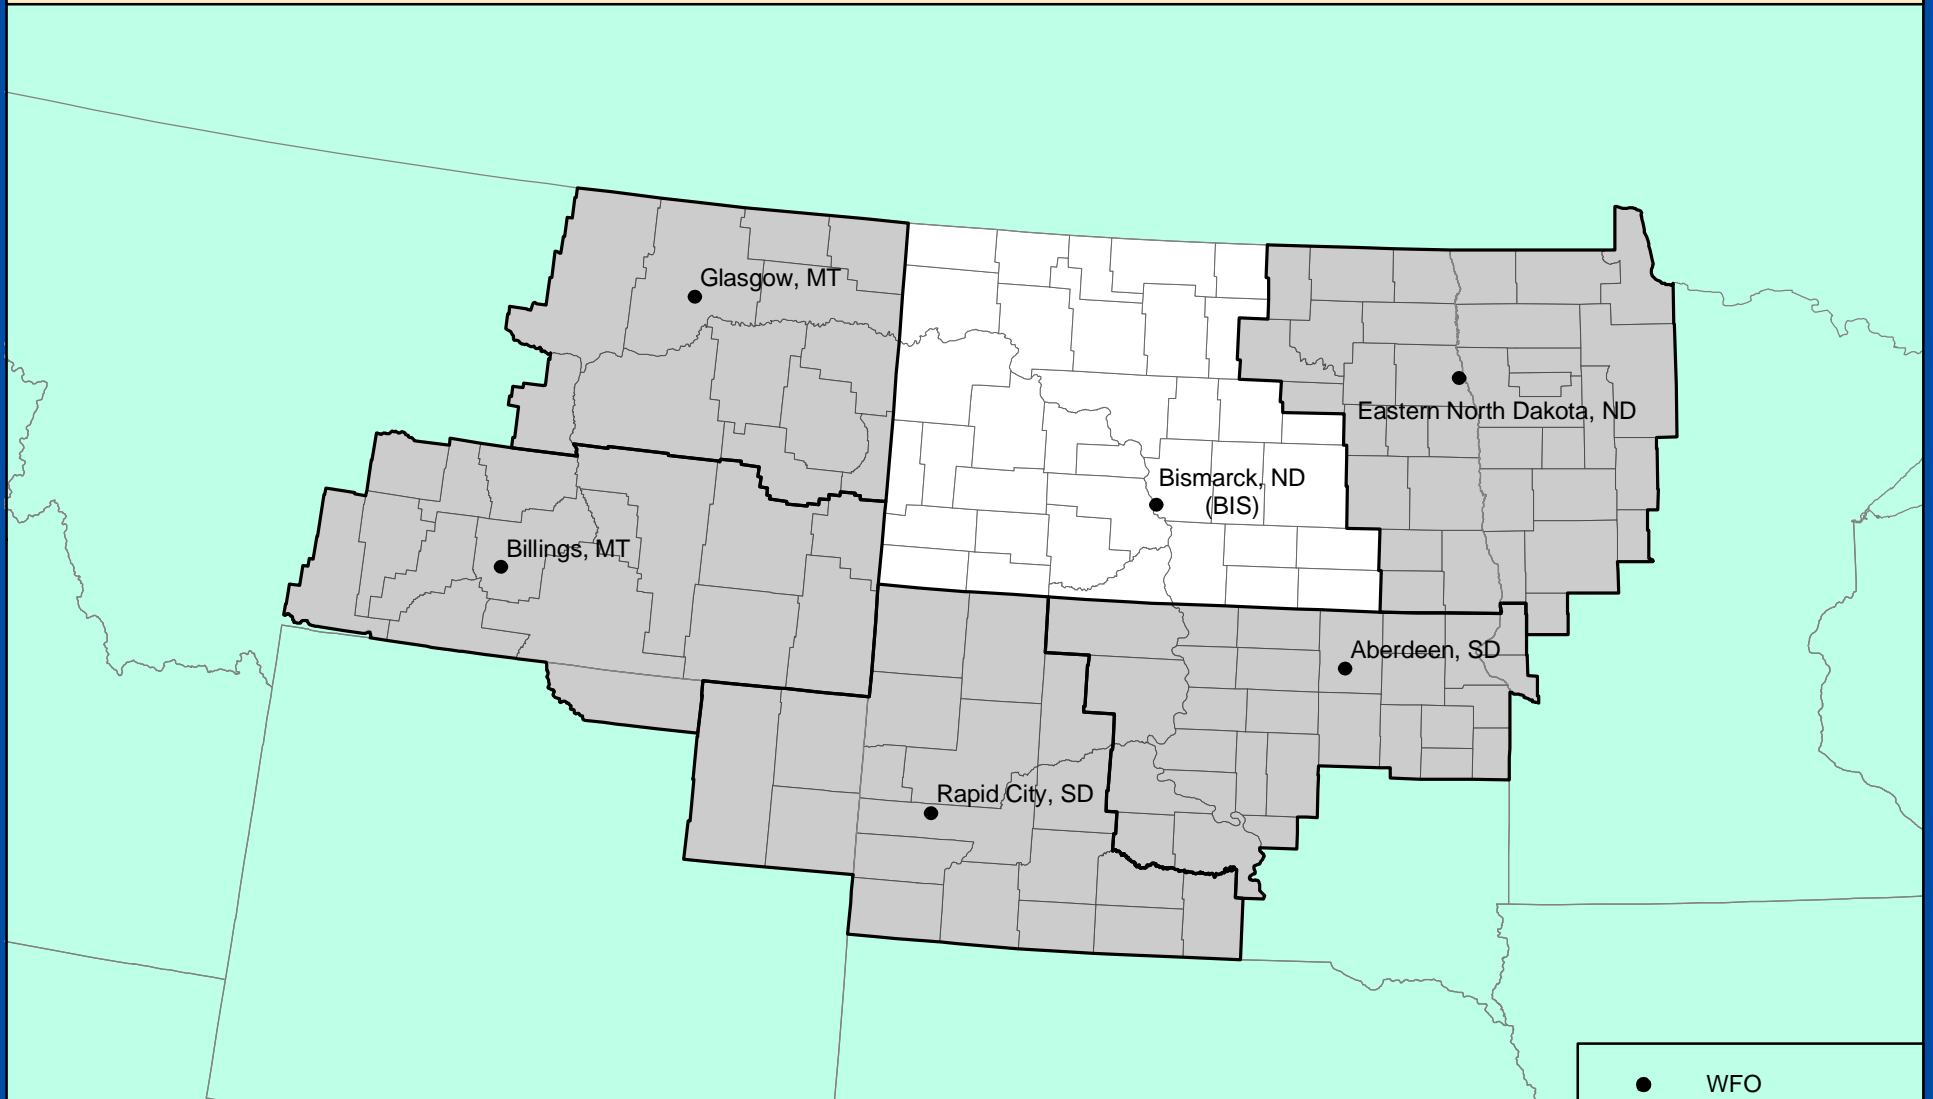 Glasgow, MT
Eastern North Dakota, ND
Bismarck, ND
(BIS)
Billings, MT
Aberdeen, SD
Rapid City, SD
WFO